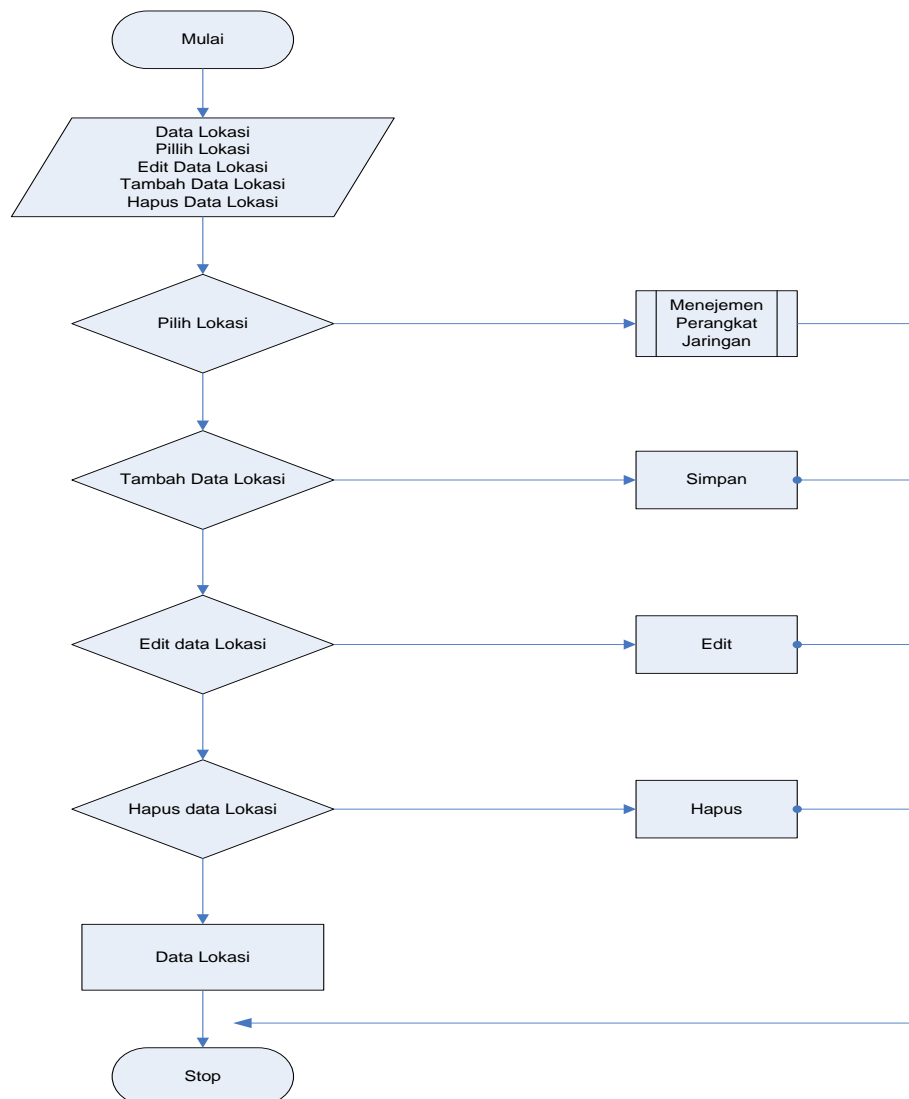 Mulai
Data Lokasi
Pillih Lokasi
Edit Data Lokasi
Tambah Data Lokasi
Hapus Data Lokasi
Pilih Lokasi
Menejemen
Perangkat
Jaringan
Tambah Data Lokasi
Simpan
Edit data Lokasi
Edit
Hapus data Lokasi
Hapus
Data Lokasi
Stop